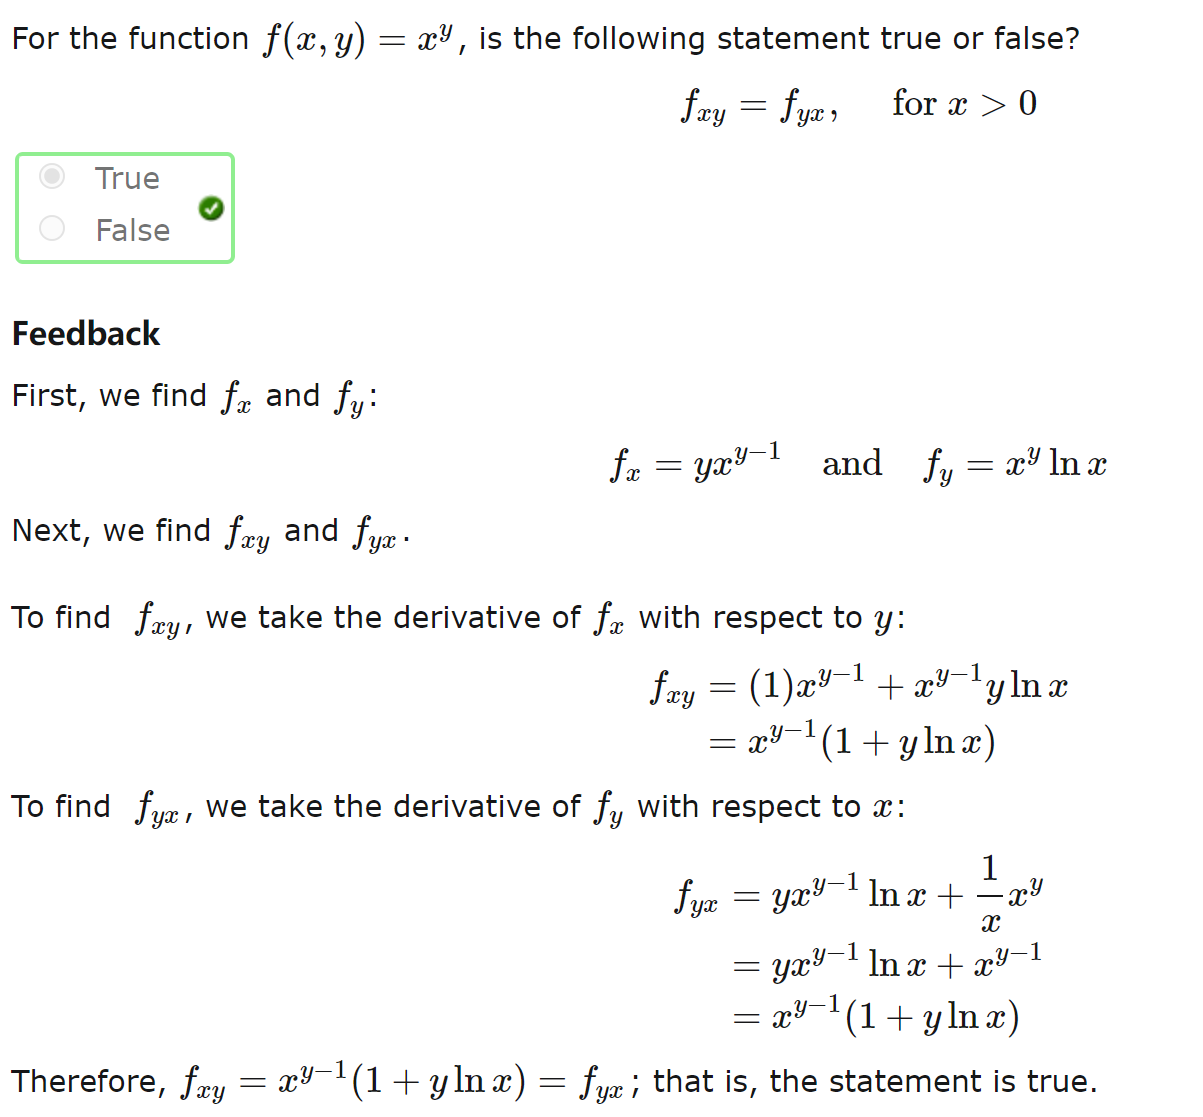 For the function f(x, y) = x^y, is the following statement true or false?
f_{xy} = f_{yx}, for x > 0
True
False
Feedback
First, we find f_x and f_y:
f_x = yx^{y−1} and f_y = x^y ln x
Next, we find f_{xy} and f_{yx}.
To find f_{xy}, we take the derivative of f_x with respect to y:
f_{xy} = (1)x^{y−1} + x^{y−1}y ln x
= x^{y−1}(1 + y ln x)
To find f_{yx}, we take the derivative of f_y with respect to x:
f_{yx} = yx^{y−1} ln x + \frac{1}{x}x^y
= yx^{y−1} ln x + x^{y−1}
= x^{y−1}(1 + y ln x)
Therefore, f_{xy} = x^{y−1}(1 + y ln x) = f_{yx}; that is, the statement is true.